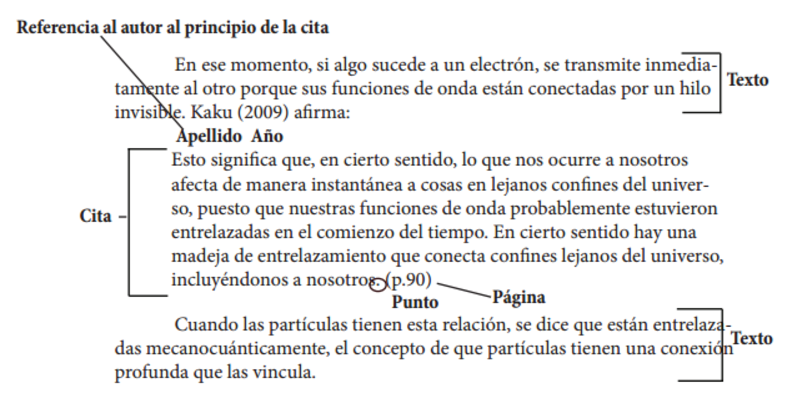 Referencia al autor al principio de la cita
En ese momento, si algo sucede a un electrón, se transmite inmedia-
tamente al otro porque sus funciones de onda están conectadas por un hilo
Texto
invisible. Kaku (2009) afirma:
Apellido Año
Esto significa que, en cierto sentido, lo que nos ocurre a nosotros
afecta de manera instantánea a cosas en lejanos confines del univer-
so, puesto que nuestras funciones de onda probablemente estuvieron
Cita
entrelazadas en el comienzo del tiempo. En cierto sentido hay una
madeja de entrelazamiento que conecta confines lejanos del universo,
incluyéndonos a nosotros. (p.90)
Punto
Página
Cuando las partículas tienen esta relación, se dice que están entrelaza-
das mecanocuánticamente, el concepto de que partículas tienen una conexión
Texto
profunda que las vincula.